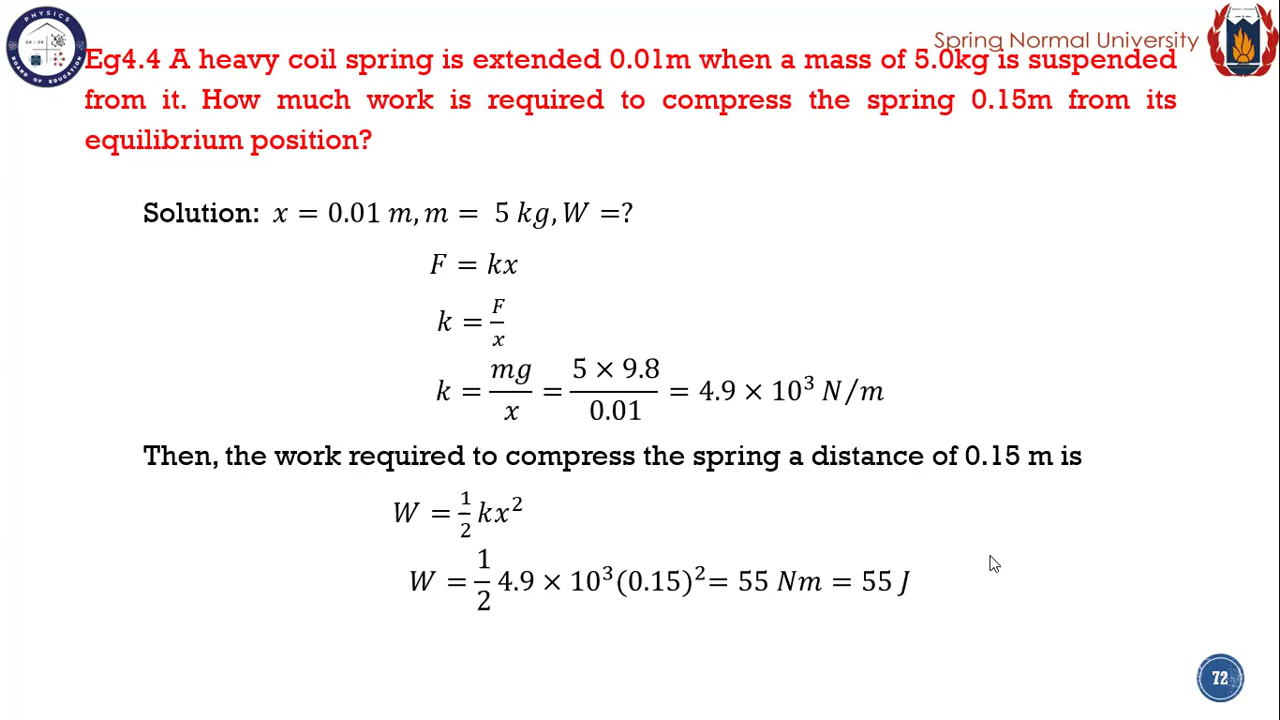 PHYSICS
BOARD OF EDUCATION
Spring Normal University
Eg4.4 A heavy coil spring is extended 0.01m when a mass of 5.0kg is suspended
from it. How much work is required to compress the spring 0.15m from its
equilibrium position?
Solution: x = 0.01 m, m = 5 kg, W =?
F = kx
k = F/x
k = mg/x = 5 × 9.8/0.01 = 4.9 × 10³ N/m
Then, the work required to compress the spring a distance of 0.15 m is
W = 1/2 kx²
W = 1/2 4.9 × 10³(0.15)²= 55 Nm = 55 J
72